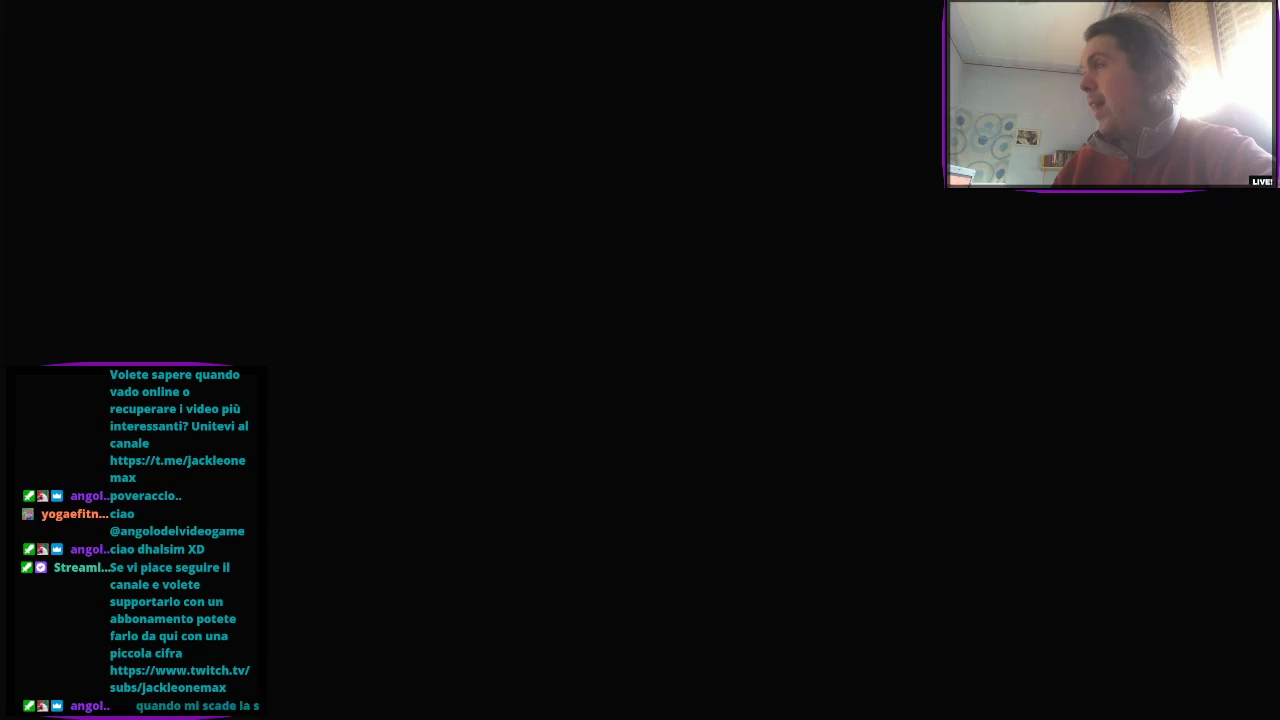 LIVE!
Volete sapere quando
vado online o
recuperare i video più
interessanti? Unitevi al
canale
https://t.me/jackleone
max
angol.. poveraccio..
yogaefitn... ciao
@angolodelvideogame
angol.. ciao dhalsim XD
Streaml... Se vi piace seguire il
canale e volete
supportarlo con un
abbonamento potete
farlo da qui con una
piccola cifra
https://www.twitch.tv/
subs/jackleonemax
angol.. quando mi scade la s